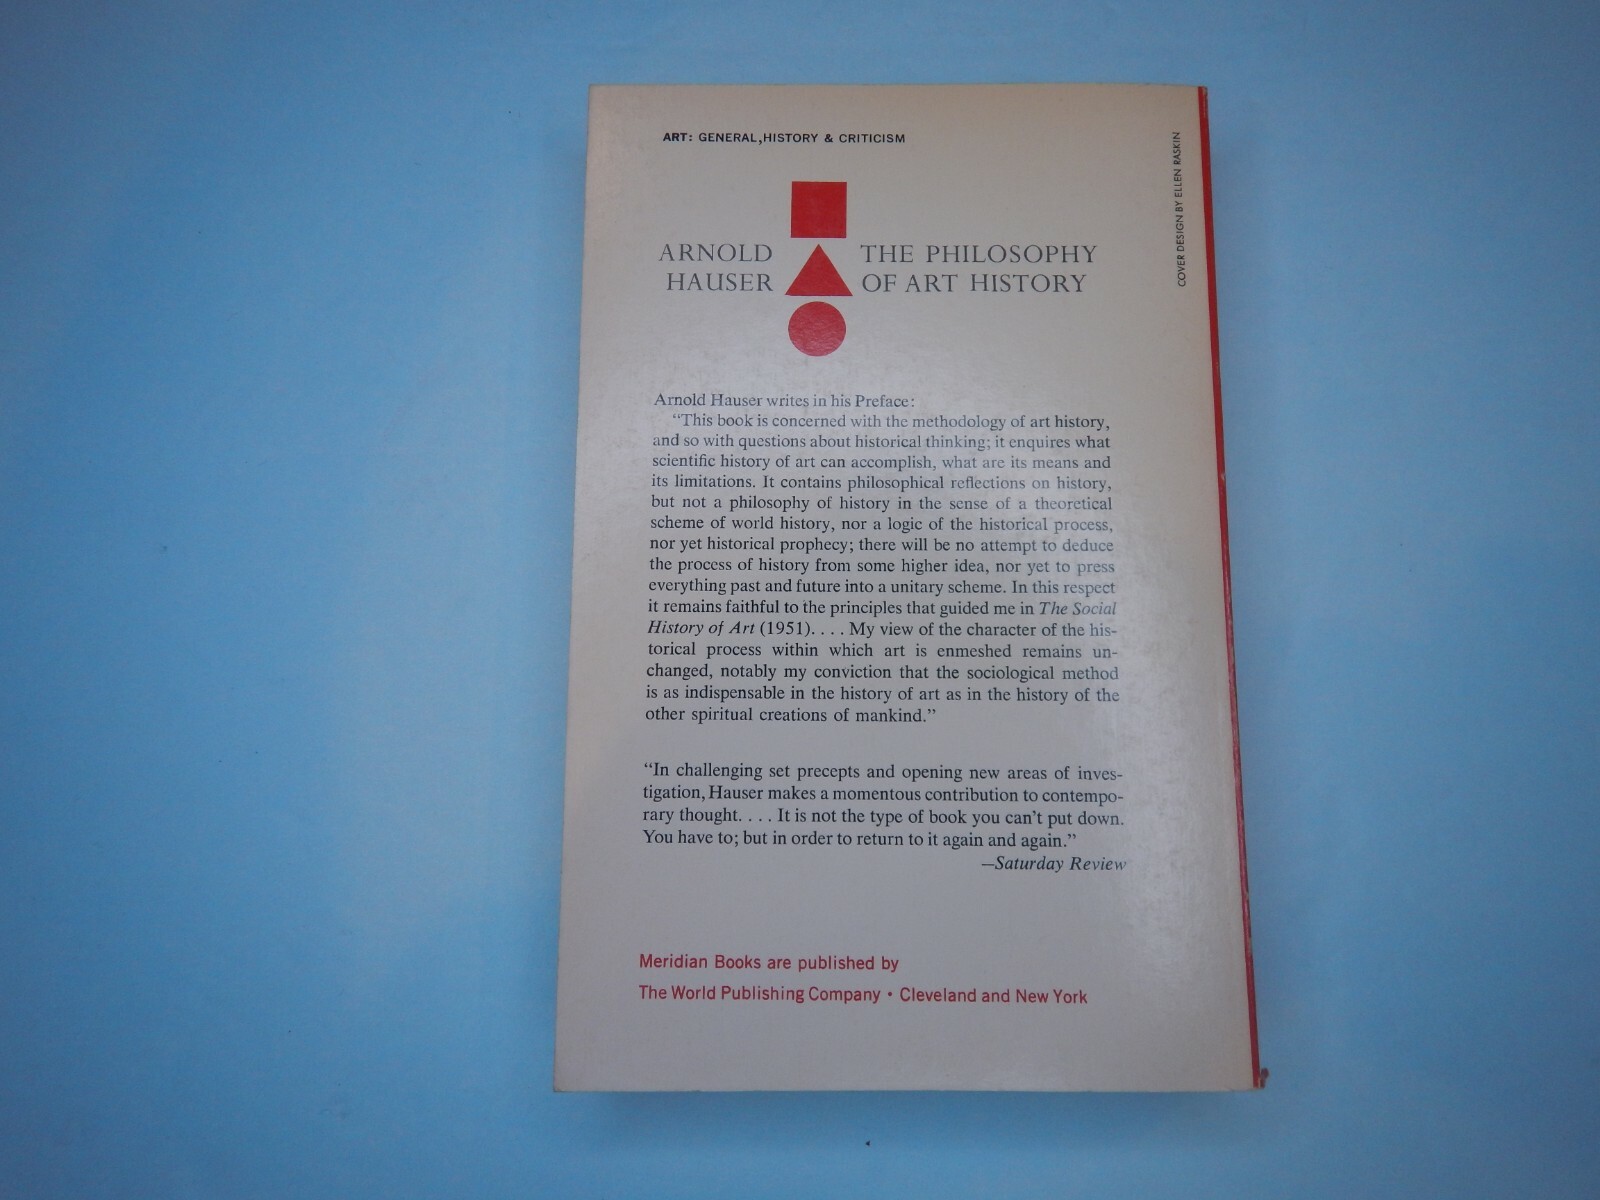 ART: GENERAL, HISTORY & CRITICISM
COVER DESIGN BY ELLEN RASKIN
ARNOLD
HAUSER
THE PHILOSOPHY
OF ART HISTORY
Arnold Hauser writes in his Preface:
“This book is concerned with the methodology of art history,
and so with questions about historical thinking; it enquires what
scientific history of art can accomplish, what are its means and
its limitations. It contains philosophical reflections on history,
but not a philosophy of history in the sense of a theoretical
scheme of world history, nor a logic of the historical process,
nor yet historical prophecy; there will be no attempt to deduce
the process of history from some higher idea, nor yet to press
everything past and future into a unitary scheme. In this respect
it remains faithful to the principles that guided me in The Social
History of Art (1951). . . . My view of the character of the his-
torical process within which art is enmeshed remains un-
changed, notably my conviction that the sociological method
is as indispensable in the history of art as in the history of the
other spiritual creations of mankind.”
“In challenging set precepts and opening new areas of inves-
tigation, Hauser makes a momentous contribution to contempo-
rary thought. . . . It is not the type of book you can’t put down.
You have to; but in order to return to it again and again.”
—Saturday Review
Meridian Books are published by
The World Publishing Company • Cleveland and New York